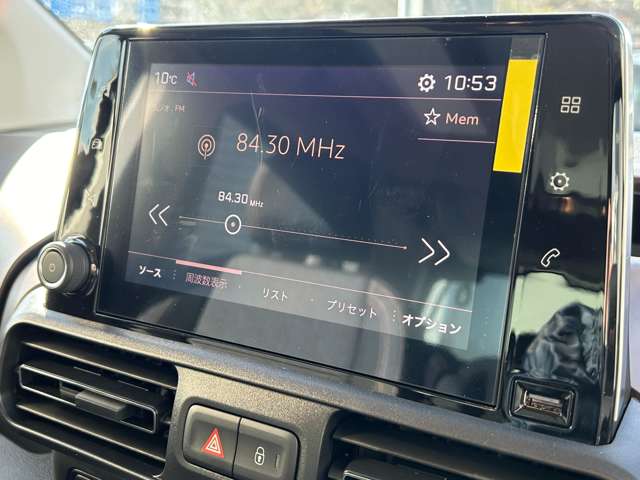 10℃
10:53
FM
Mem
84.30 MHz
84.30 MHz
ソース
周波数表示
リスト
プリセット
オプション